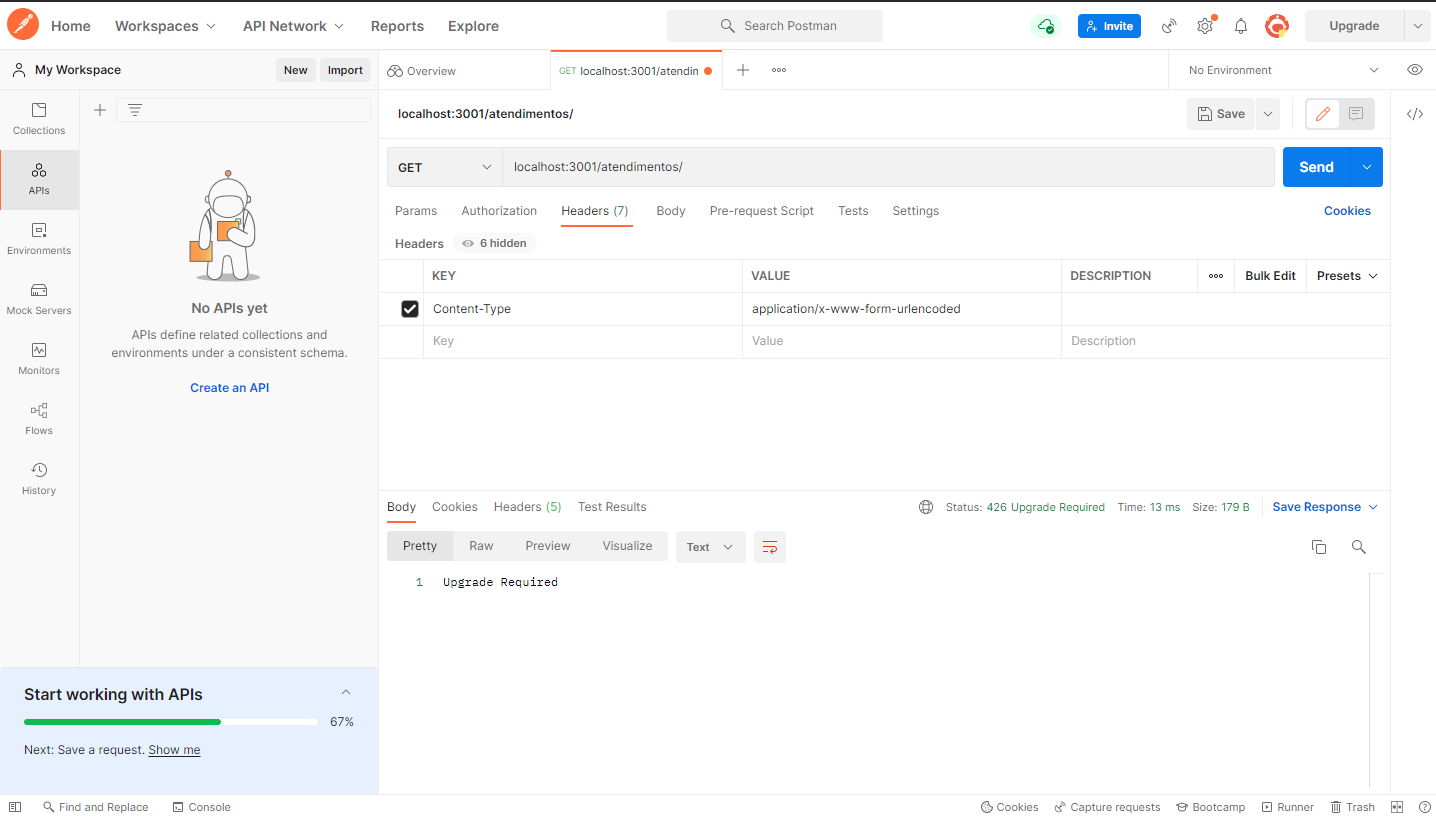 Home Workspaces API Network Reports Explore Search Postman Invite Upgrade
My Workspace New Import Overview GET localhost:3001/atendin No Environment
Collections
APIs
Environments
Mock Servers
Monitors
Flows
History
No APIs yet
APIs define related collections and
environments under a consistent schema.
Create an API
Start working with APIs
67%
Next: Save a request. Show me
localhost:3001/atendimentos/ Save
GET localhost:3001/atendimentos/ Send
Params Authorization Headers (7) Body Pre-request Script Tests Settings Cookies
Headers 6 hidden
KEY VALUE DESCRIPTION Bulk Edit Presets
Content-Type application/x-www-form-urlencoded
Key Value Description
Body Cookies Headers (5) Test Results Status: 426 Upgrade Required Time: 13 ms Size: 179 B Save Response
Pretty Raw Preview Visualize Text
1 Upgrade Required
Find and Replace Console Cookies Capture requests Bootcamp Runner Trash